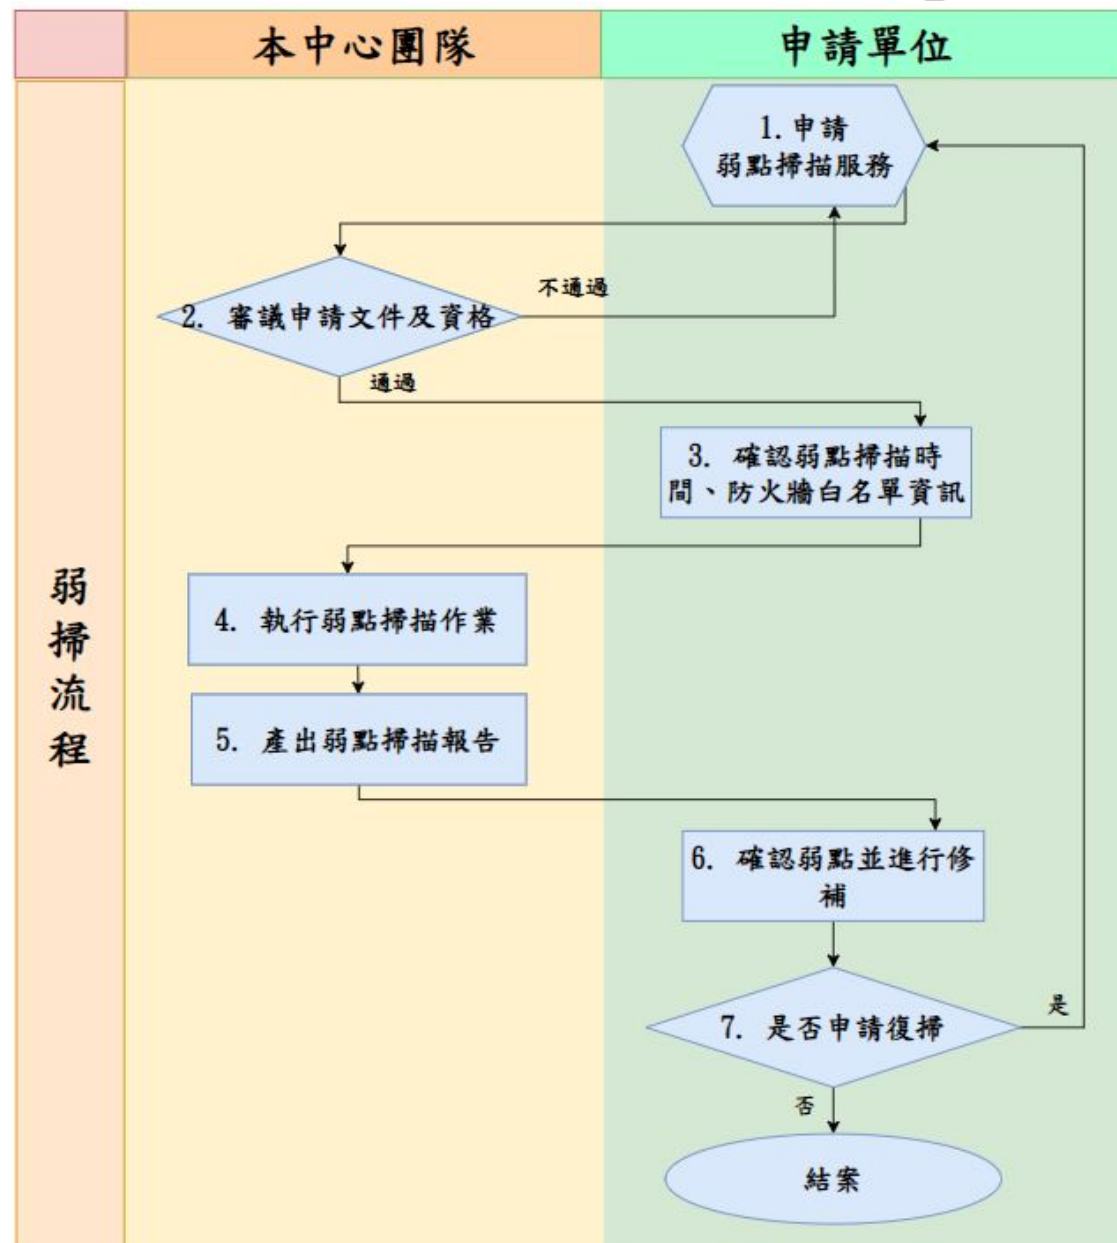 本中心團隊
申請單位
1.申請
弱點掃描服務
不通過
2. 審議申請文件及資格
通過
3. 確認弱點掃描時
間、防火牆白名單資訊
弱掃流程
4. 執行弱點掃描作業
5. 產出弱點掃描報告
6. 確認弱點並進行修
補
是
7. 是否申請復掃
否
結案